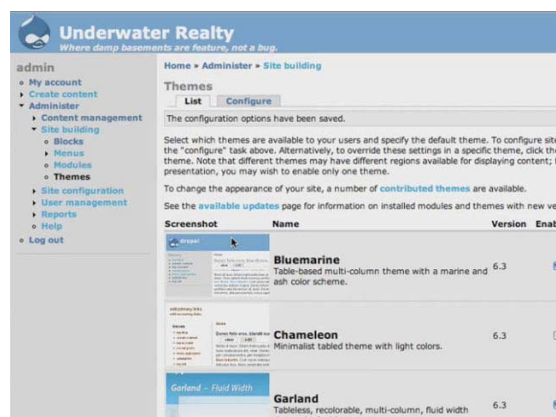 Underwater Realty
Where damp basements are feature, not a bug.
admin
My account
Create content
Administer
Content management
Site building
Blocks
Menus
Modules
Themes
Site configuration
User management
Reports
Help
Log out
Home » Administer » Site building
Themes
List Configure
The configuration options have been saved.
Select which themes are available to your users and specify the default theme. To configure site
the "configure" task above. Alternatively, to override these settings in a specific theme, click the
theme. Note that different themes may have different regions available for displaying content;
presentation, you may wish to enable only one theme.
To change the appearance of your site, a number of contributed themes are available.
See the available updates page for information on installed modules and themes with new ve
Screenshot Name Version Enab
drupal
Bluemarine
Table-based multi-column theme with a marine and 6.3
ash color scheme.
Chameleon
Minimalist tabled theme with light colors. 6.3
Garland – Fluid Width
Garland
Tableless, recolorable, multi-column, fluid width 6.3